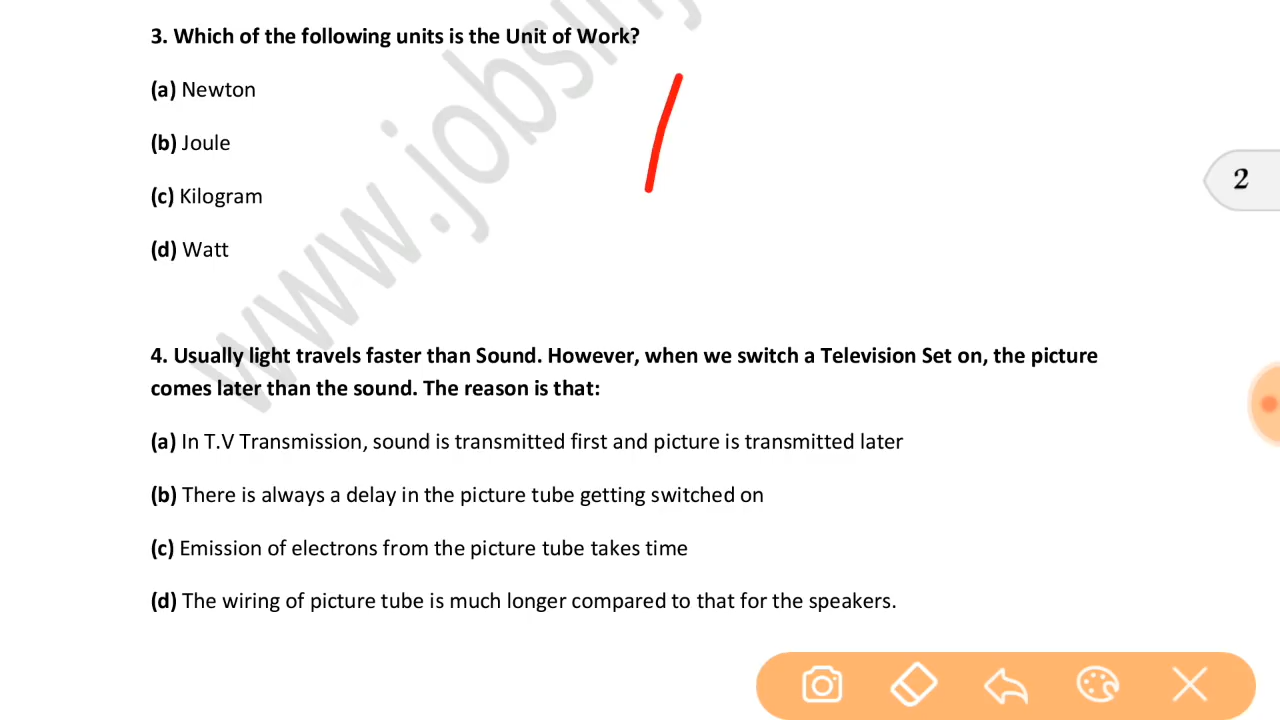 3. Which of the following units is the Unit of Work?
(a) Newton
(b) Joule
(c) Kilogram
(d) Watt
2
4. Usually light travels faster than Sound. However, when we switch a Television Set on, the picture
comes later than the sound. The reason is that:
(a) In T.V Transmission, sound is transmitted first and picture is transmitted later
(b) There is always a delay in the picture tube getting switched on
(c) Emission of electrons from the picture tube takes time
(d) The wiring of picture tube is much longer compared to that for the speakers.